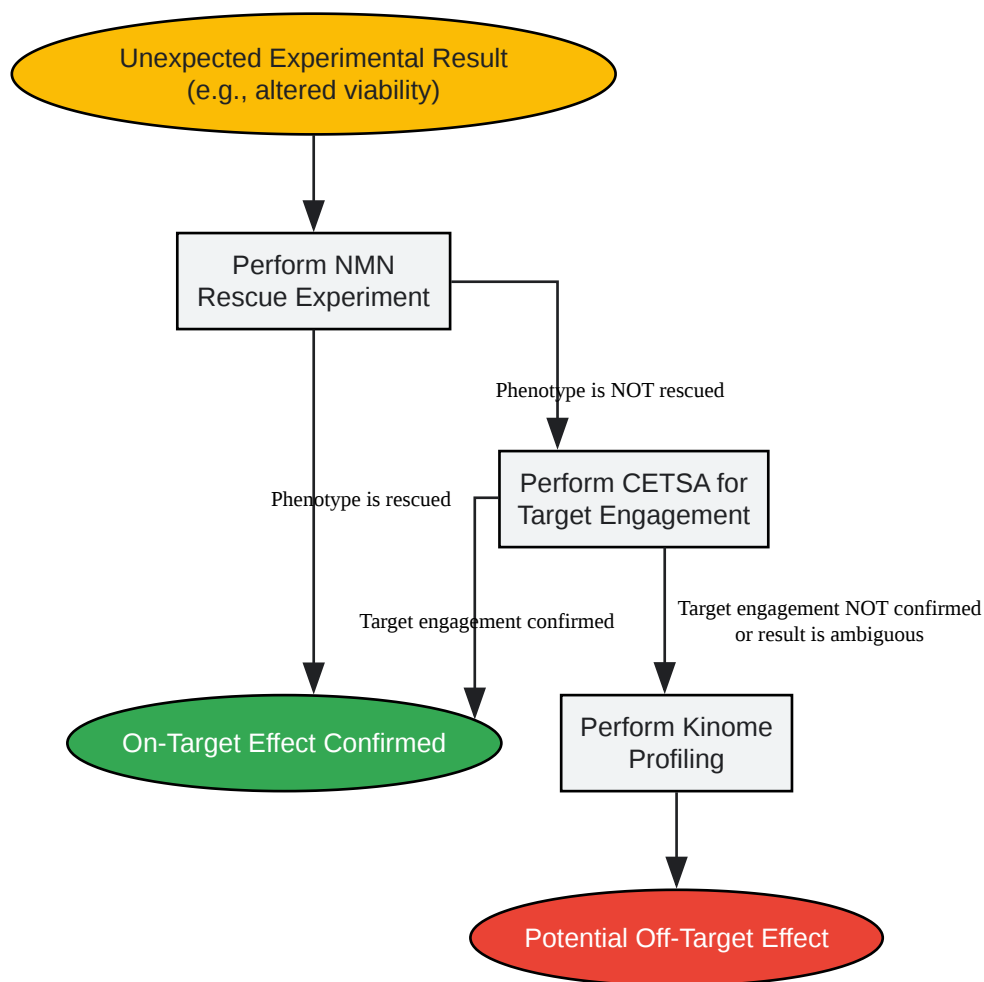 Unexpected Experimental Result
(e.g., altered viability)
Perform NMN
Rescue Experiment
Phenotype is NOT rescued
Perform CETSA for
Target Engagement
Phenotype is rescued
Target engagement confirmed
Target engagement NOT confirmed
or result is ambiguous
On-Target Effect Confirmed
Perform Kinome
Profiling
Potential Off-Target Effect